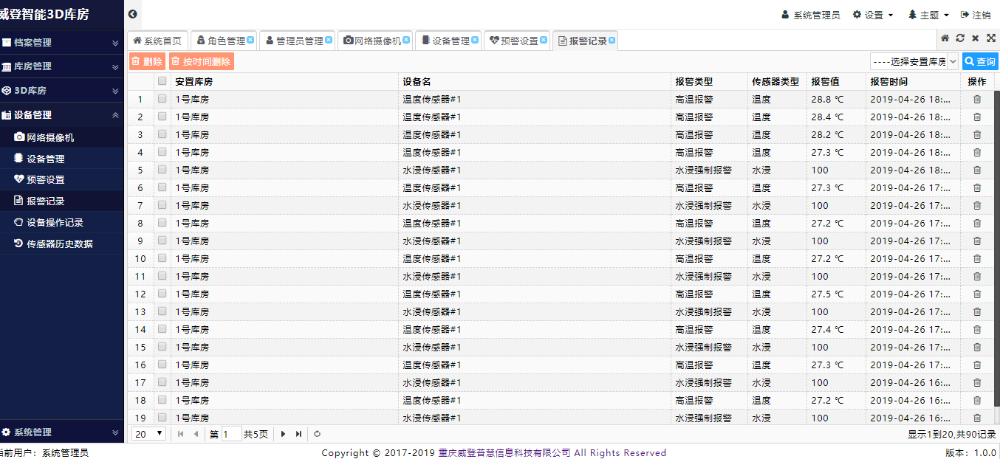 威登智能3D库房
系统管理员 设置 主题 注销
档案管理
库房管理
3D库房
设备管理
网络摄像机
设备管理
预警设置
报警记录
设备操作记录
传感器历史数据
系统管理
系统首页 角色管理 管理员管理 网络摄像机 设备管理 预警设置 报警记录
删除 按时间删除 ----选择安置库房 查询
安置库房 设备名 报警类型 传感器类型 报警值 报警时间 操作
1 1号库房 温度传感器#1 高温报警 温度 28.8 ℃ 2019-04-26 18:...
2 1号库房 温度传感器#1 高温报警 温度 28.4 ℃ 2019-04-26 18:...
3 1号库房 温度传感器#1 高温报警 温度 28.2 ℃ 2019-04-26 18:...
4 1号库房 温度传感器#1 高温报警 温度 27.3 ℃ 2019-04-26 18:...
5 1号库房 水浸传感器#1 水浸强制报警 水浸 100 2019-04-26 18:...
6 1号库房 温度传感器#1 高温报警 温度 27.3 ℃ 2019-04-26 17:...
7 1号库房 水浸传感器#1 水浸强制报警 水浸 100 2019-04-26 17:...
8 1号库房 温度传感器#1 高温报警 温度 27.2 ℃ 2019-04-26 17:...
9 1号库房 水浸传感器#1 水浸强制报警 水浸 100 2019-04-26 17:...
10 1号库房 温度传感器#1 高温报警 温度 27.2 ℃ 2019-04-26 17:...
11 1号库房 水浸传感器#1 水浸强制报警 水浸 100 2019-04-26 17:...
12 1号库房 温度传感器#1 高温报警 温度 27.5 ℃ 2019-04-26 17:...
13 1号库房 水浸传感器#1 水浸强制报警 水浸 100 2019-04-26 17:...
14 1号库房 温度传感器#1 高温报警 温度 27.4 ℃ 2019-04-26 17:...
15 1号库房 水浸传感器#1 水浸强制报警 水浸 100 2019-04-26 17:...
16 1号库房 温度传感器#1 高温报警 温度 27.3 ℃ 2019-04-26 17:...
17 1号库房 水浸传感器#1 水浸强制报警 水浸 100 2019-04-26 16:...
18 1号库房 温度传感器#1 高温报警 温度 27.2 ℃ 2019-04-26 16:...
19 1号库房 水浸传感器#1 水浸强制报警 水浸 100 2019-04-26 16:...
20 第 1 共5页 显示1到20,共90记录
当前用户：系统管理员 Copyright © 2017-2019 重庆威登普慧信息科技有限公司 All Rights Reserved 版本：1.0.0